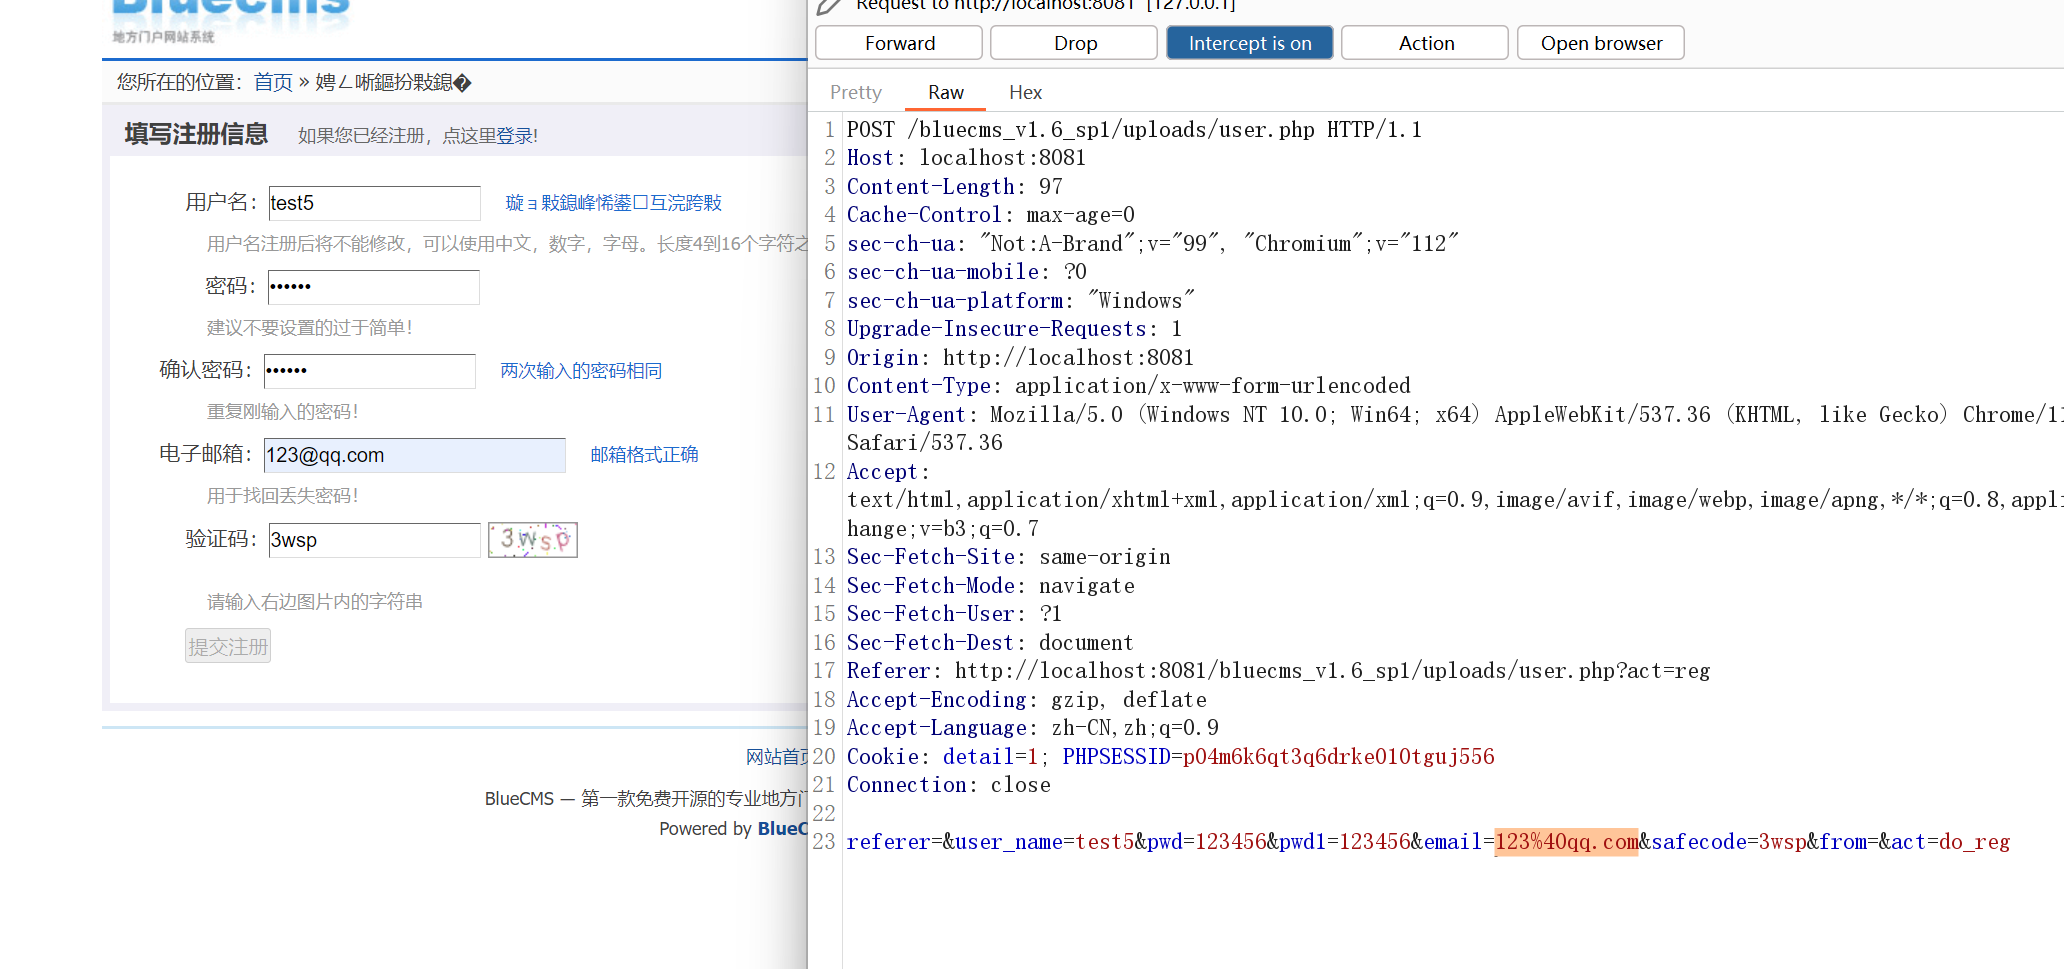 BlueCMS
地方门户网站系统
您所在的位置：首页 » 娉ㄥ唽鏂扮敤鎴�
填写注册信息 如果您已经注册，点这里登录!
用户名： test5
用户名注册后将不能修改，可以使用中文，数字，字母。长度4到16个字符之
密码： ••••••
建议不要设置的过于简单！
确认密码： •••••• 两次输入的密码相同
重复刚输入的密码！
电子邮箱： 123@qq.com 邮箱格式正确
用于找回丢失密码！
验证码： 3wsp 3wsp
请输入右边图片内的字符串
提交注册
网站首页
BlueCMS — 第一款免费开源的专业地方门
Powered by BlueC
Request to http://localhost:8081 [127.0.0.1]
Forward Drop Intercept is on Action Open browser
Pretty Raw Hex
1 POST /bluecms_v1.6_sp1/uploads/user.php HTTP/1.1
2 Host: localhost:8081
3 Content-Length: 97
4 Cache-Control: max-age=0
5 sec-ch-ua: "Not:A-Brand";v="99", "Chromium";v="112"
6 sec-ch-ua-mobile: ?0
7 sec-ch-ua-platform: "Windows"
8 Upgrade-Insecure-Requests: 1
9 Origin: http://localhost:8081
10 Content-Type: application/x-www-form-urlencoded
11 User-Agent: Mozilla/5.0 (Windows NT 10.0; Win64; x64) AppleWebKit/537.36 (KHTML, like Gecko) Chrome/11
Safari/537.36
12 Accept:
text/html,application/xhtml+xml,application/xml;q=0.9,image/avif,image/webp,image/apng,*/*;q=0.8,appli
hange;v=b3;q=0.7
13 Sec-Fetch-Site: same-origin
14 Sec-Fetch-Mode: navigate
15 Sec-Fetch-User: ?1
16 Sec-Fetch-Dest: document
17 Referer: http://localhost:8081/bluecms_v1.6_sp1/uploads/user.php?act=reg
18 Accept-Encoding: gzip, deflate
19 Accept-Language: zh-CN,zh;q=0.9
20 Cookie: detail=1; PHPSESSID=p04m6k6qt3q6drke010tguj556
21 Connection: close
22
23 referer=&user_name=test5&pwd=123456&pwd1=123456&email=123%40qq.com&safecode=3wsp&from=&act=do_reg